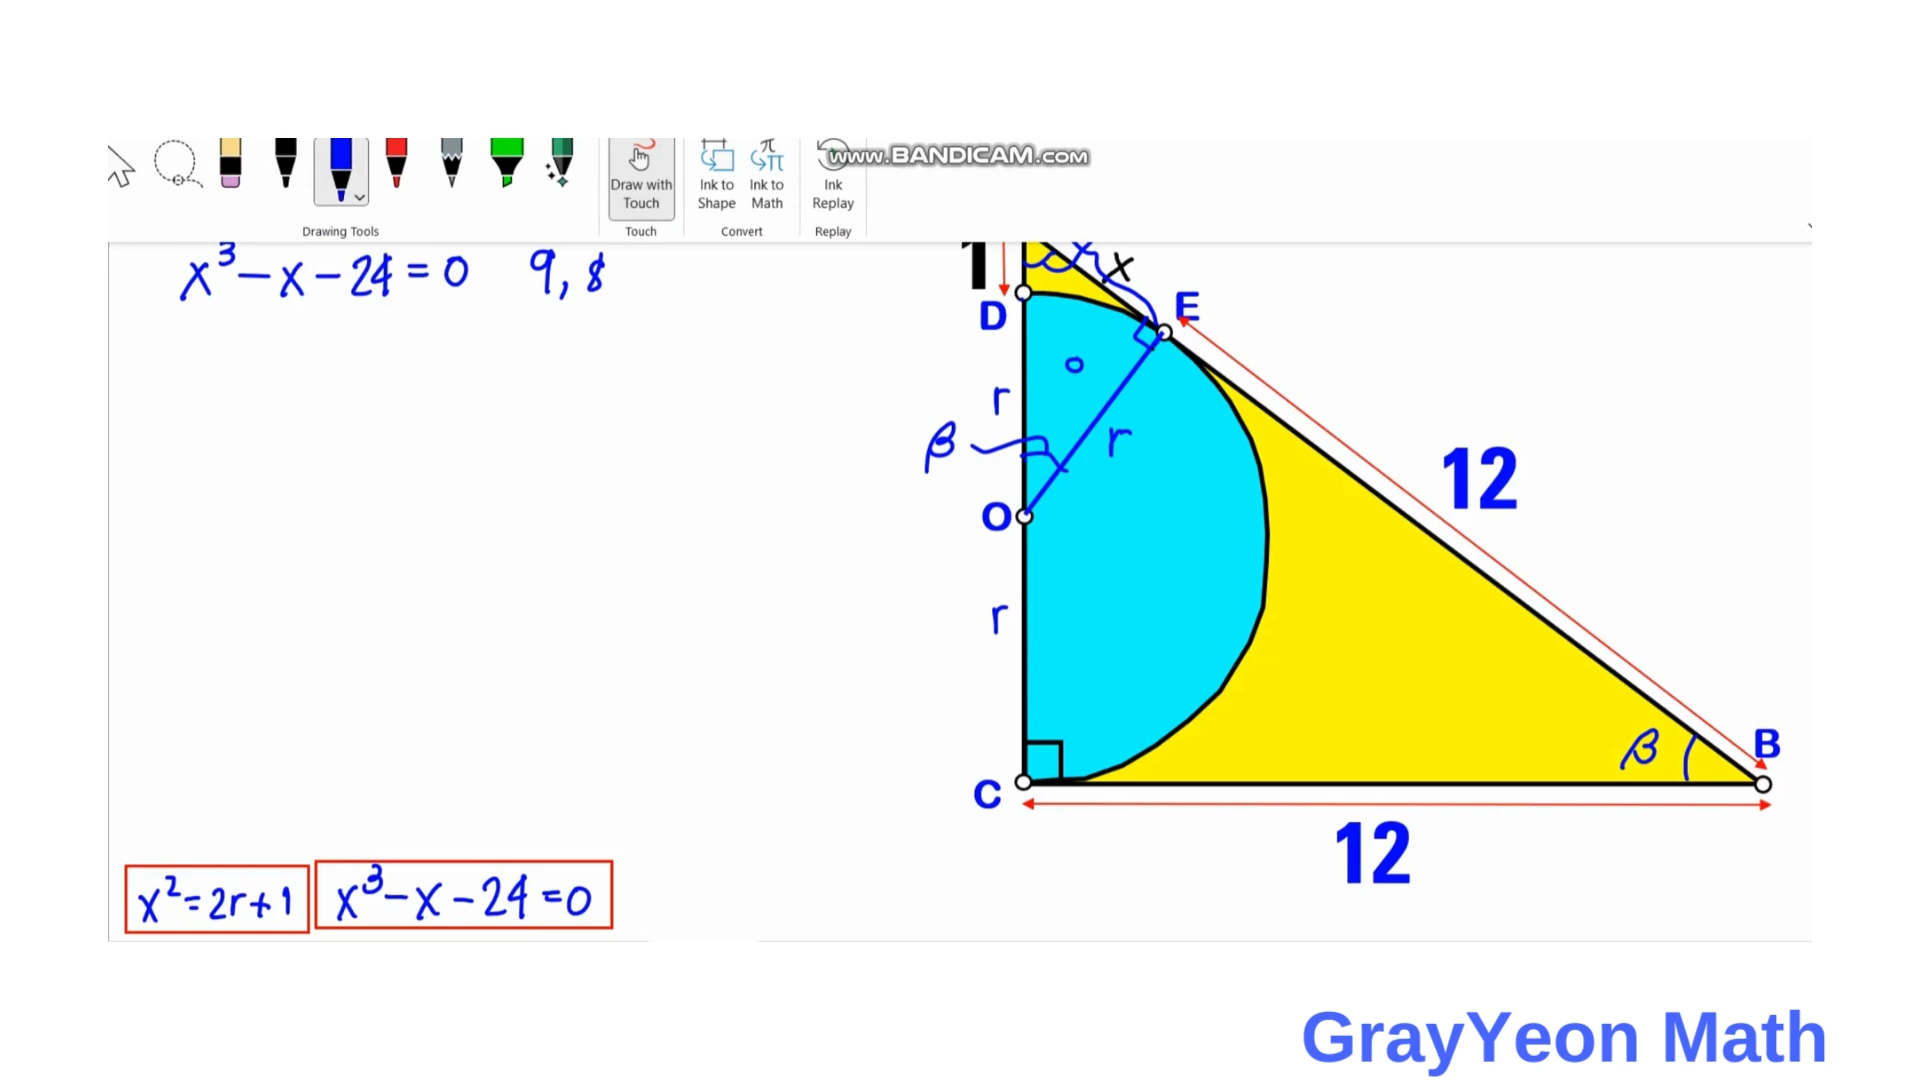 www.BANDICAM.com
Draw with Touch
Ink to Shape
Ink to Math
Ink Replay
Drawing Tools
Touch
Convert
Replay
x³-x-24=0 9, 8
1
x
D
E
r
β
r
O
12
r
β
B
C
12
x²=2r+1
x³-x-24=0
GrayYeon Math